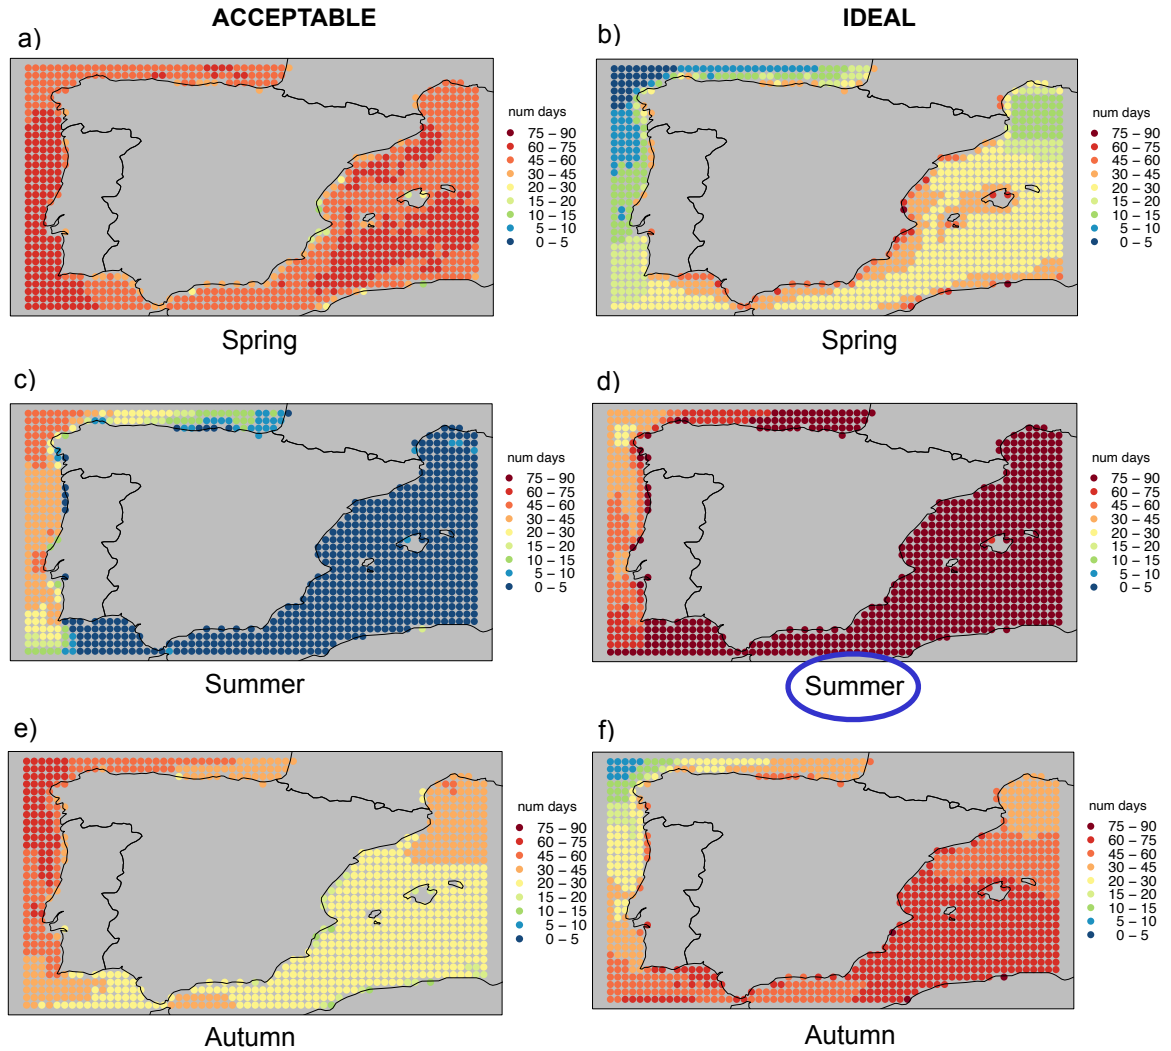 ACCEPTABLE
IDEAL
a)
num days
75 – 90
60 – 75
45 – 60
30 – 45
20 – 30
15 – 20
10 – 15
5 – 10
0 – 5
Spring
b)
num days
75 – 90
60 – 75
45 – 60
30 – 45
20 – 30
15 – 20
10 – 15
5 – 10
0 – 5
Spring
c)
num days
75 – 90
60 – 75
45 – 60
30 – 45
20 – 30
15 – 20
10 – 15
5 – 10
0 – 5
Summer
d)
num days
75 – 90
60 – 75
45 – 60
30 – 45
20 – 30
15 – 20
10 – 15
5 – 10
0 – 5
Summer
e)
num days
75 – 90
60 – 75
45 – 60
30 – 45
20 – 30
15 – 20
10 – 15
5 – 10
0 – 5
Autumn
f)
num days
75 – 90
60 – 75
45 – 60
30 – 45
20 – 30
15 – 20
10 – 15
5 – 10
0 – 5
Autumn